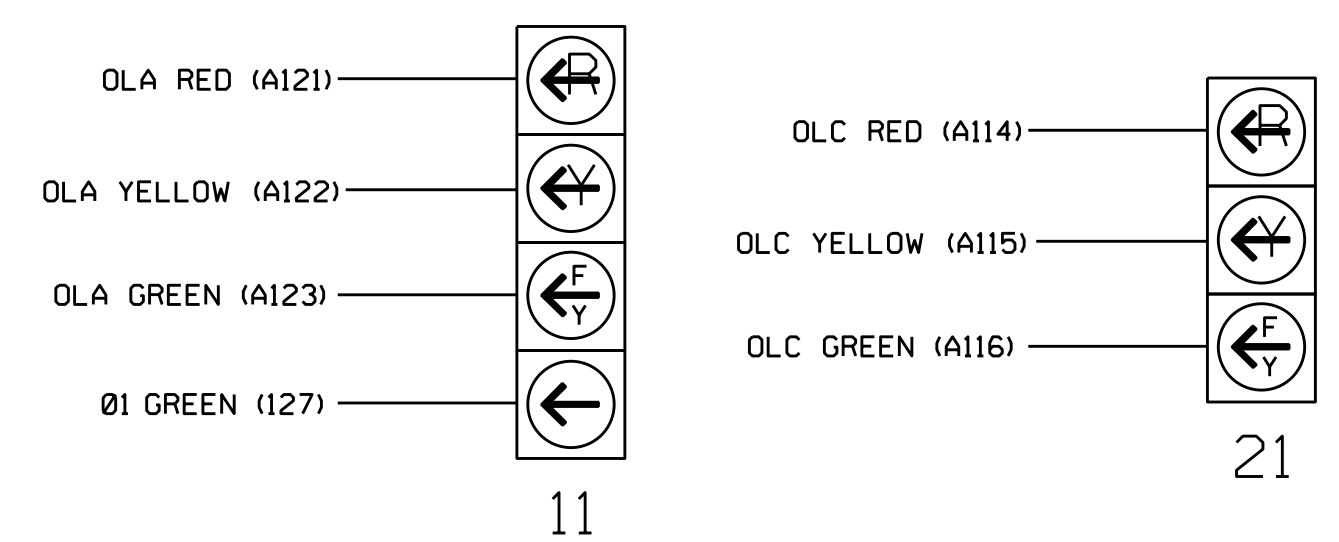 OLA RED (A121)
R
OLA YELLOW (A122)
Y
OLA GREEN (A123)
F
Y
Ø1 GREEN (127)
11
OLC RED (A114)
R
OLC YELLOW (A115)
Y
OLC GREEN (A116)
F
Y
21